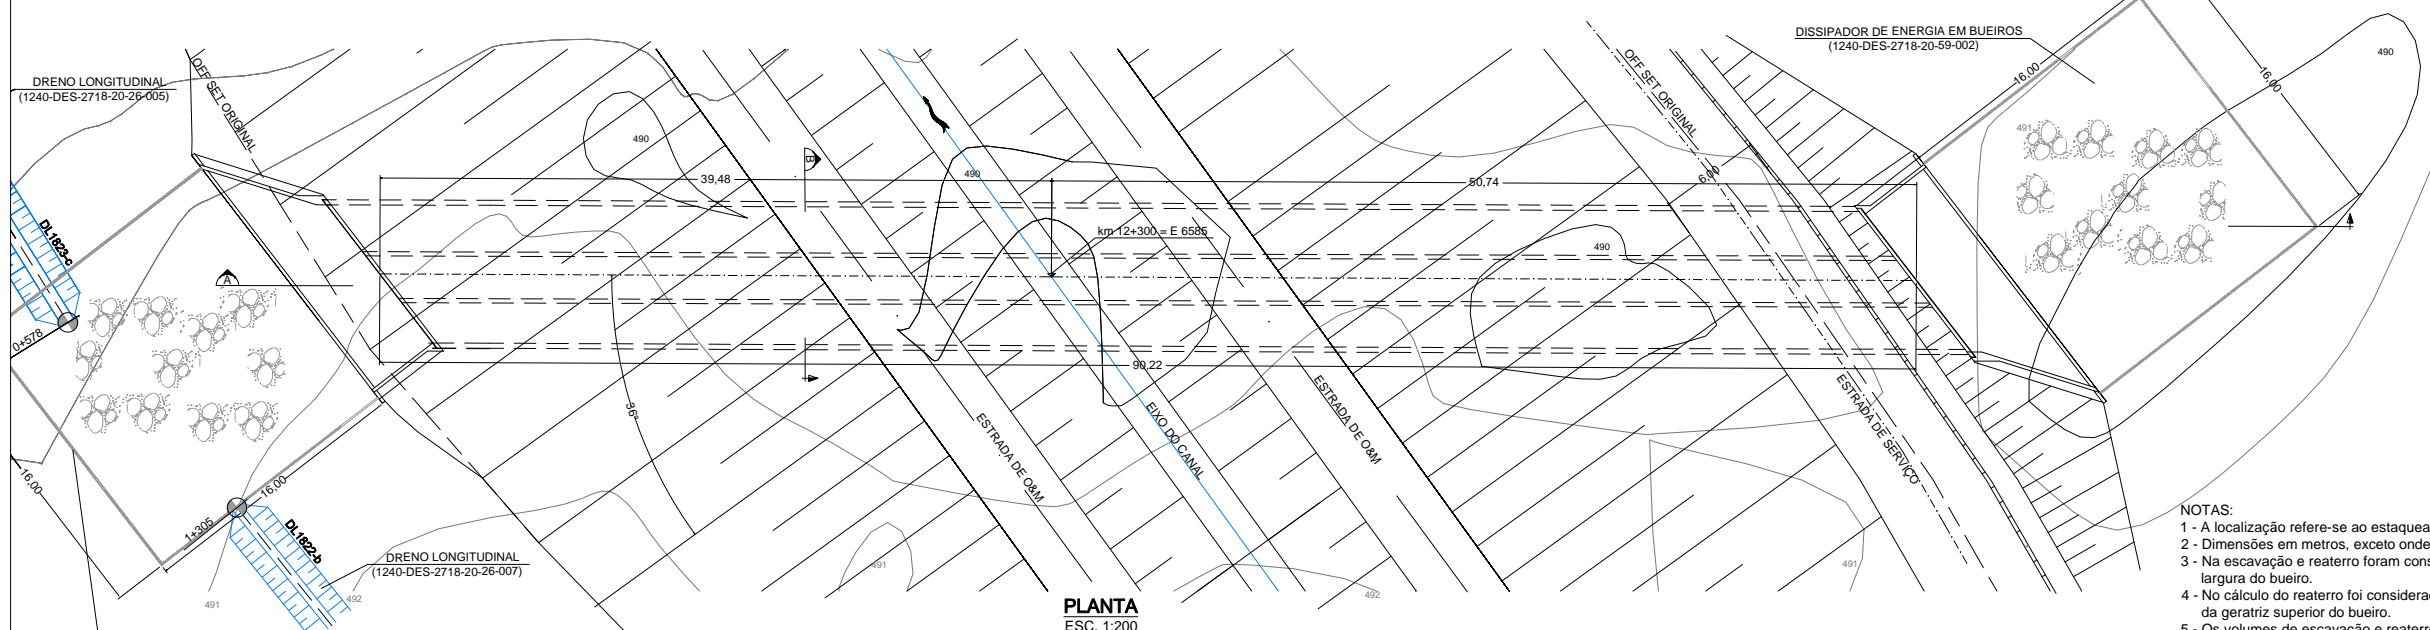 DRENO LONGITUDINAL
(1240-DES-2718-20-26-005)
OFF SET ORIGINAL
DISSIPADOR DE ENERGIA EM BUEIROS
(1240-DES-2718-20-59-002)
OFF SET ORIGINAL
16,00
16,00
490
490
491
B
39,48
490
50,74
6,00
DL1823-c
km 12+300 = E 6585
490
A
0+578
90,22
36°
ESTRADA DE O&M
EIXO DO CANAL
ESTRADA DE O&M
ESTRADA DE SERVIÇO
16,00
16,00
1+305
DL1822-b
DRENO LONGITUDINAL
(1240-DES-2718-20-26-007)
491
492
491
492
491
PLANTA
ESC. 1:200
NOTAS:
1 - A localização refere-se ao
2 - Dimensões em metros, exceto
3 - Na escavação e reaterro foram
largura do bueiro.
4 - No cálculo do reaterro foi
da geratriz superior do bueiro.
5 - Os volumes de escavação e